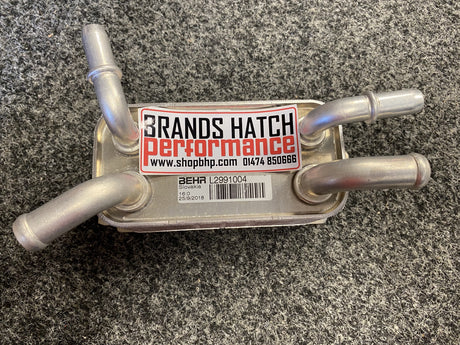 BRANDS HATCH
performance
www.shopbhp.com 01474 850666
BEHR L2991004
Slovakia
16:0
25/9/2018